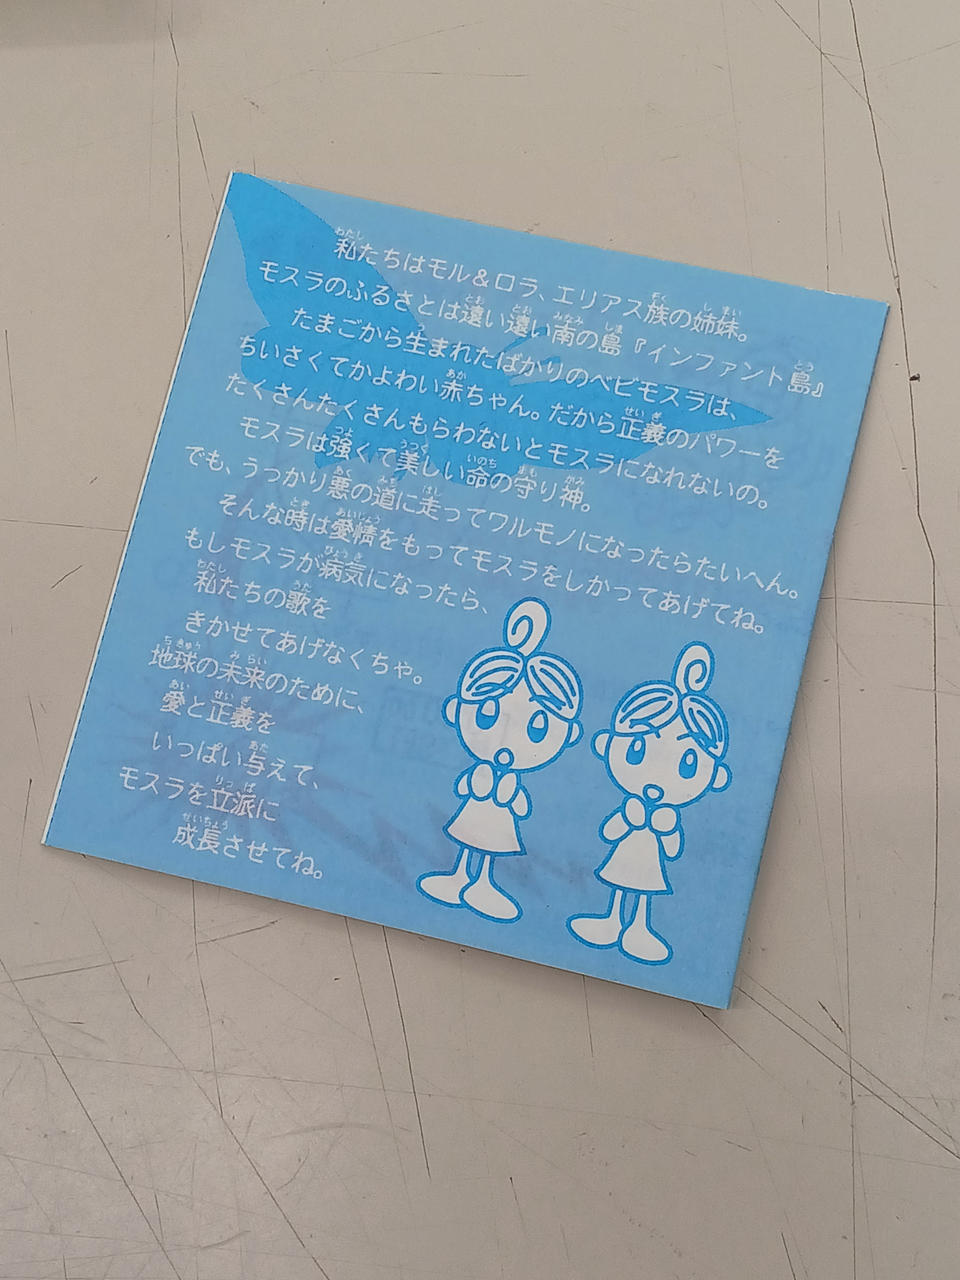 私たちはモル&ロラ、エリアス族の姉妹。
モスラのふるさとは遠い遠い南の島『インファント島』
たまごから生まれたばかりのベビモスラは、
ちいさくてかよわい赤ちゃん。だから正義のパワーを
たくさんたくさんもらわないとモスラになれないの。
モスラは強くて美しい命の守り神。
でも、うっかり悪の道に走ってワルモノになったらたいへん。
そんな時は愛情をもってモスラをしかってあげてね。
もしモスラが病気になったら、
私たちの歌を
きかせてあげなくちゃ。
地球の未来のために、
愛と正義を
いっぱい与えて、
モスラを立派に
成長させてね。